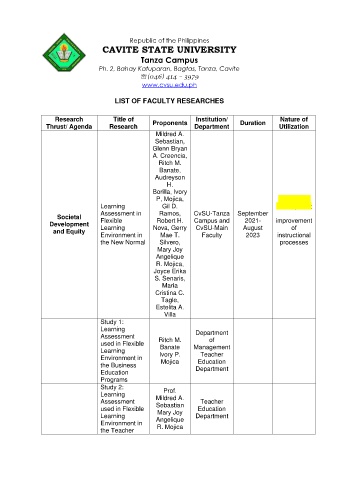 Republic of the Philippines
CAVITE STATE UNIVERSITY
Tanza Campus
Ph. 2, Bahay Katuparan, Bagtas, Tanza, Cavite
☏ (046) 414 – 3979
www.cvsu.edu.ph
LIST OF FACULTY RESEARCHES
Research
Thrust/ Agenda
Title of
Research
Proponents
Institution/
Department
Duration
Nature of
Utilization
Societal
Development
and Equity
Learning
Assessment in
Flexible
Learning
Environment in
the New Normal
Mildred A.
Sebastian,
Glenn Bryan
A. Creencia,
Ritch M.
Banate,
Audreyson
H.
Borilla, Ivory
P. Mojica,
Gil D.
Ramos,
Robert H.
Nova, Gerry
Mae T.
Silvero,
Mary Joy
Angelique
R. Mojica,
Joyce Erika
S. Senaris,
Marla
Cristina C.
Tagle,
Estelita A.
Villa
CvSU-Tanza
Campus and
CvSU-Main
Faculty
September
2021-
August
2023
improvement
of
instructional
processes
Study 1:
Learning
Assessment
used in Flexible
Learning
Environment in
the Business
Education
Programs
Ritch M.
Banate
Ivory P.
Mojica
Department
of
Management
Teacher
Education
Department
Study 2:
Learning
Assessment
used in Flexible
Learning
Environment in
the Teacher
Prof.
Mildred A.
Sebastian
Mary Joy
Angelique
R. Mojica
Teacher
Education
Department